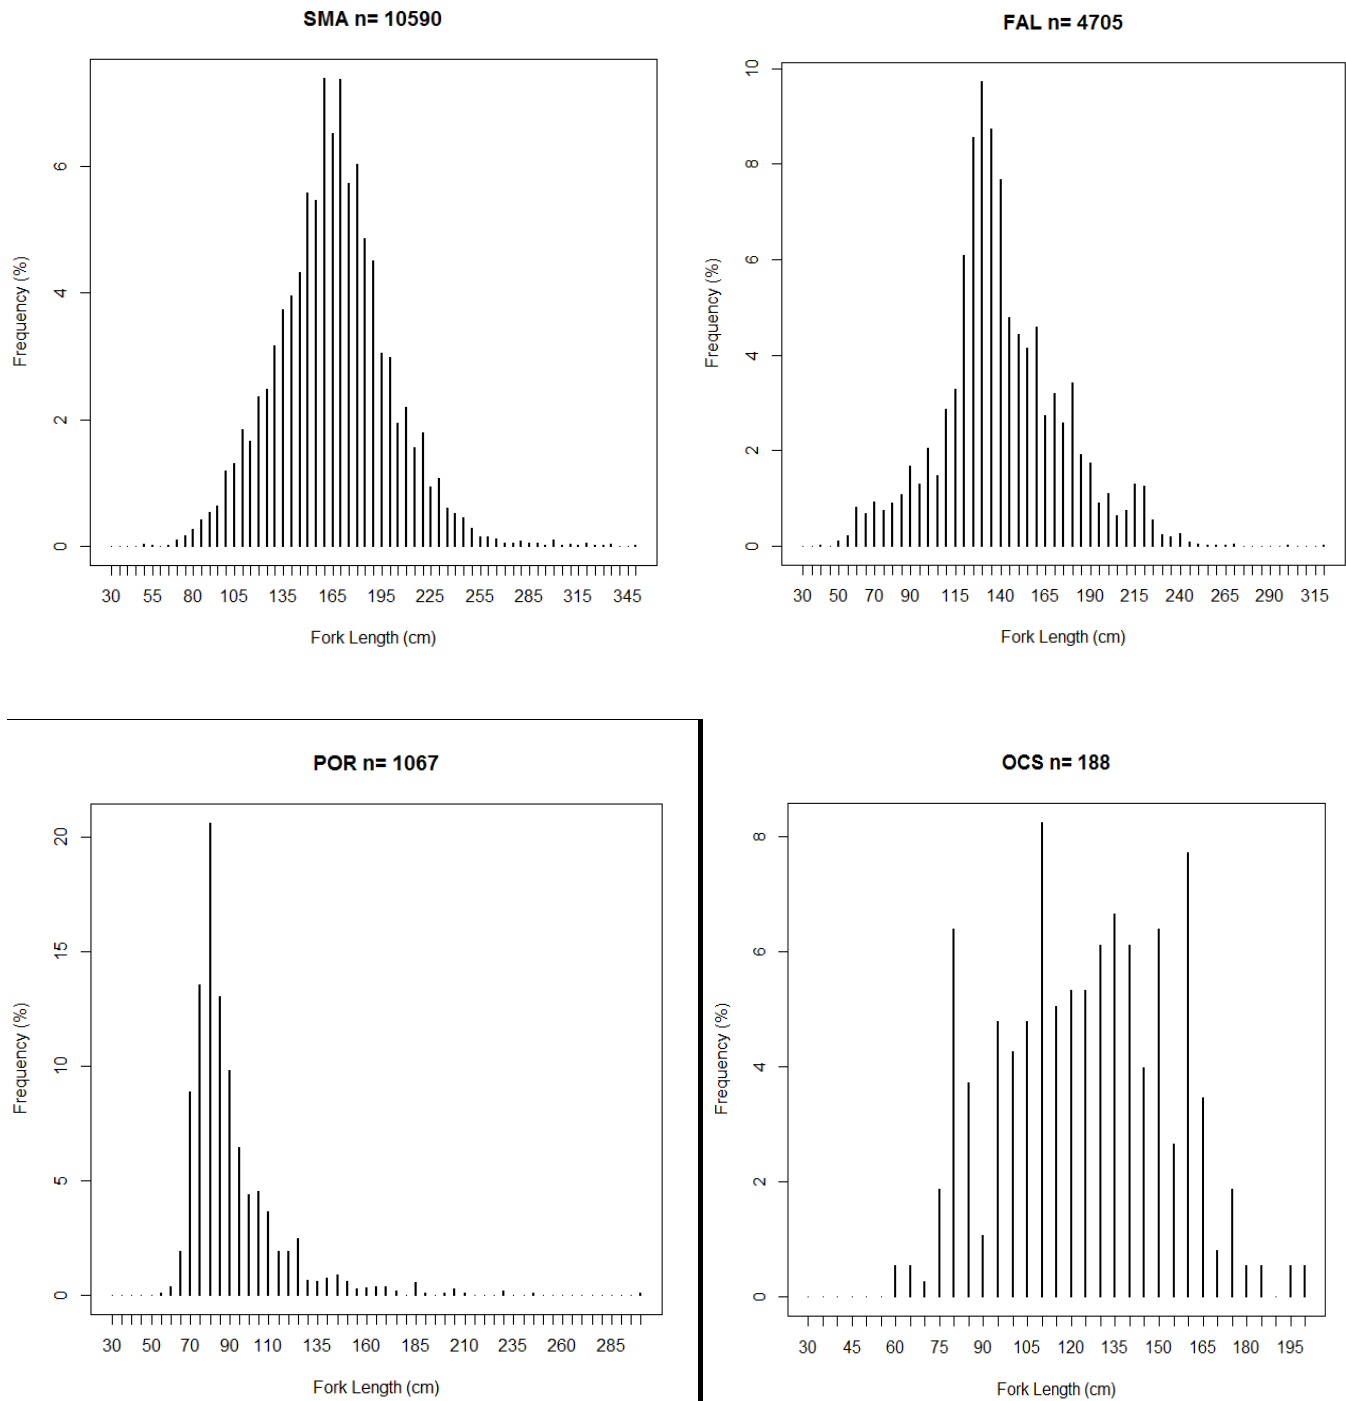 SMA n= 10590
Frequency (%)
0 2 4 6
30 55 80 105 135 165 195 225 255 285 315 345
Fork Length (cm)
FAL n= 4705
Frequency (%)
0 2 4 6 8 10
30 50 70 90 115 140 165 190 215 240 265 290 315
Fork Length (cm)
POR n= 1067
Frequency (%)
0 5 10 15 20
30 50 70 90 110 135 160 185 210 235 260 285
Fork Length (cm)
OCS n= 188
Frequency (%)
0 2 4 6 8
30 45 60 75 90 105 120 135 150 165 180 195
Fork Length (cm)